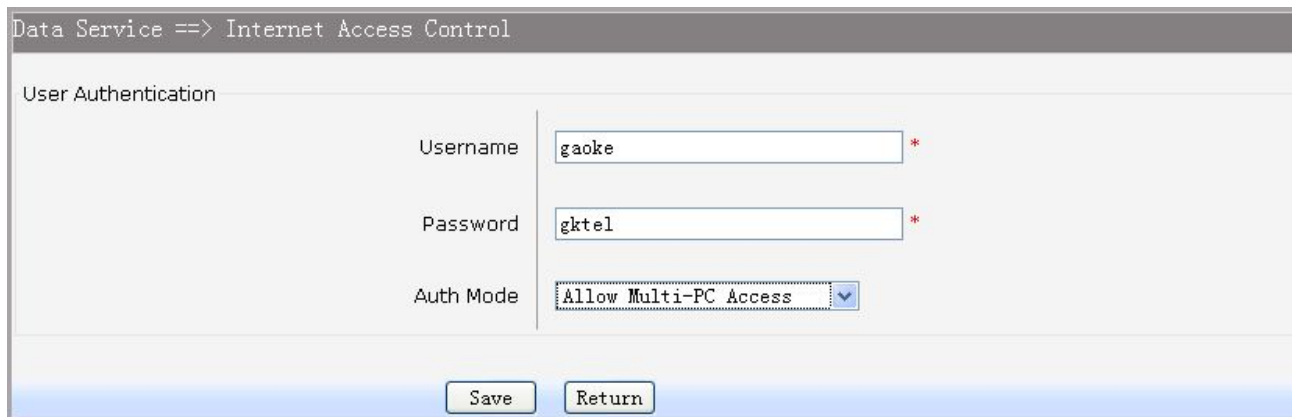 Data Service ==> Internet Access Control
User Authentication
Username gaoke *
Password gktel *
Auth Mode Allow Multi-PC Access
Save Return